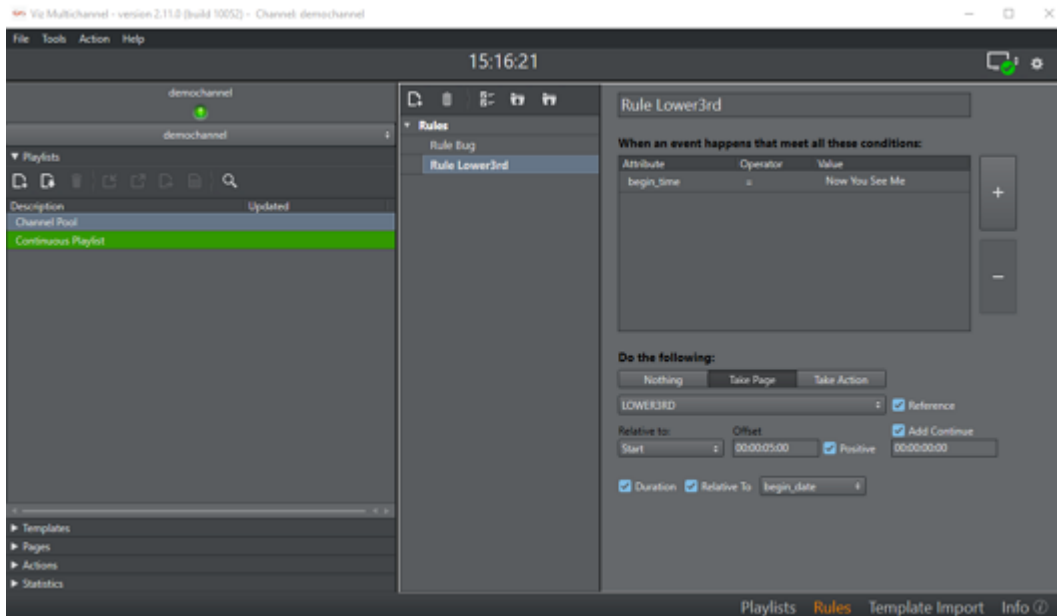 Viz Multichannel - version 2.11.0 (build 10052) - Channel: demochannel
File Tools Action Help
15:16:21
demochannel
demochannel
Playlists
Description Updated
Channel Pool
Continuous Playlist
Templates
Pages
Actions
Statistics
Rules
Rule Bug
Rule Lower3rd
Rule Lower3rd
When an event happens that meet all these conditions:
Attribute Operator Value
begin_time = Now You See Me
+
−
Do the following:
Nothing Take Page Take Action
LOWER3RD Reference
Relative to: Offset Add Continue
Start 00:00:05:00 Positive 00:00:00:00
Duration Relative To begin_date
Playlists Rules Template Import Info